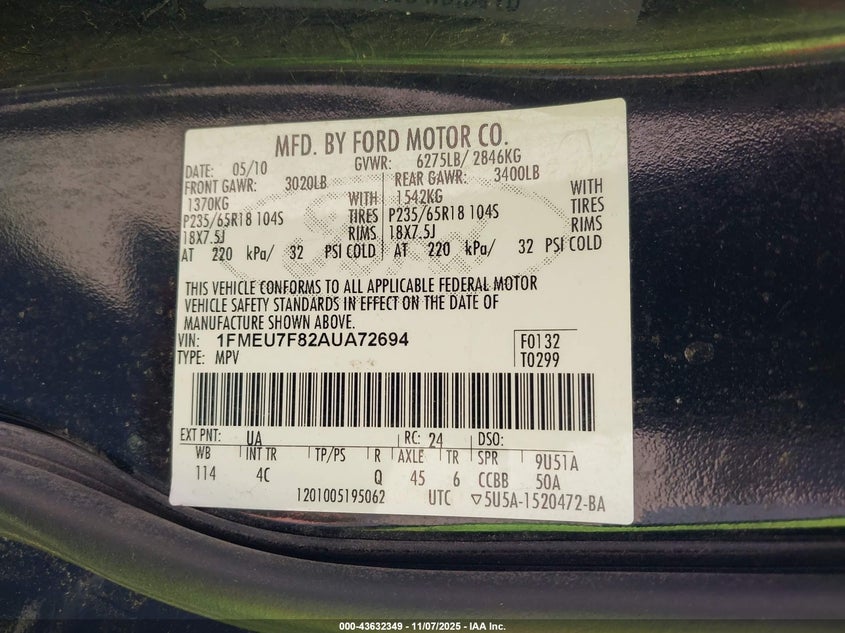 MFD. BY FORD MOTOR CO.
DATE: 05/10 GVWR: 6275LB/ 2846KG
FRONT GAWR: 3020LB REAR GAWR: 3400LB
1370KG WITH 1542KG WITH
P235/65R18 104S TIRES P235/65R18 104S TIRES
18X7.5J RIMS 18X7.5J RIMS
AT 220 kPa/ 32 PSI COLD AT 220 kPa/ 32 PSI COLD
THIS VEHICLE CONFORMS TO ALL APPLICABLE FEDERAL MOTOR
VEHICLE SAFETY STANDARDS IN EFFECT ON THE DATE OF
MANUFACTURE SHOWN ABOVE.
VIN: 1FMEU7F82AUA72694 F0132
TYPE: MPV T0299
EXT PNT: UA RC: 24 DSO:
WB INT TR TP/PS R AXLE TR SPR 9U51A
114 4C Q 45 6 CCBB 50A
1201005195062 UTC ▽5U5A-1520472-BA
000-43632349 | 11/07/2025 - IAA Inc.